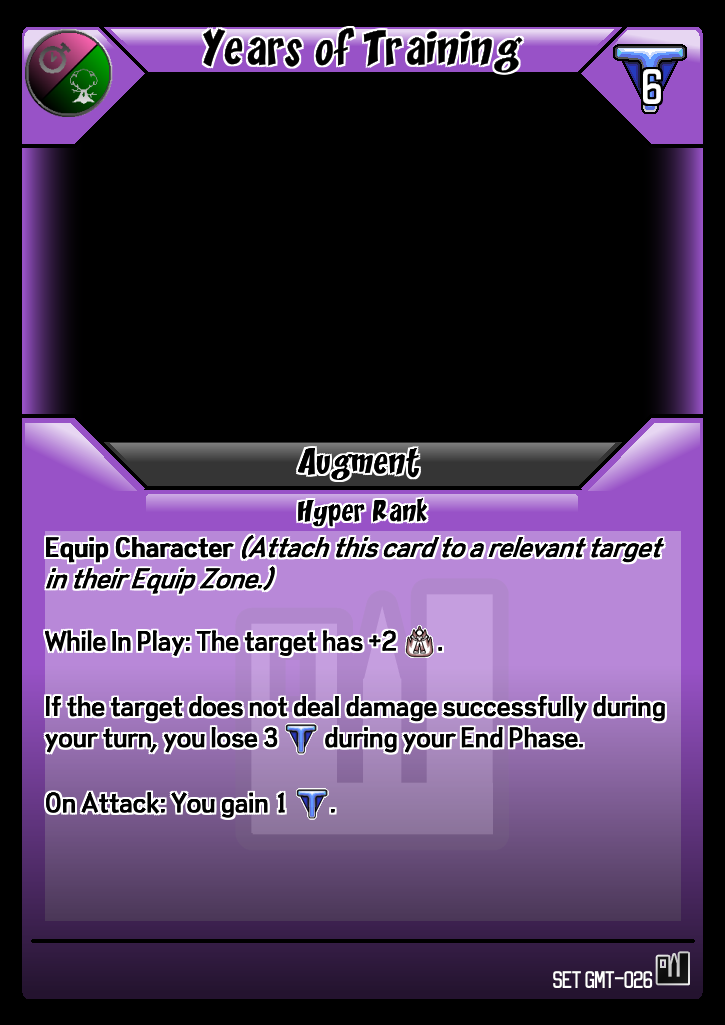 Years of Training
6
Augment
Hyper Rank
Equip Character (Attach this card to a relevant target
in their Equip Zone.)
While In Play: The target has +2 .
If the target does not deal damage successfully during
your turn, you lose 3 T during your End Phase.
On Attack: You gain 1 T.
SET GMT-026